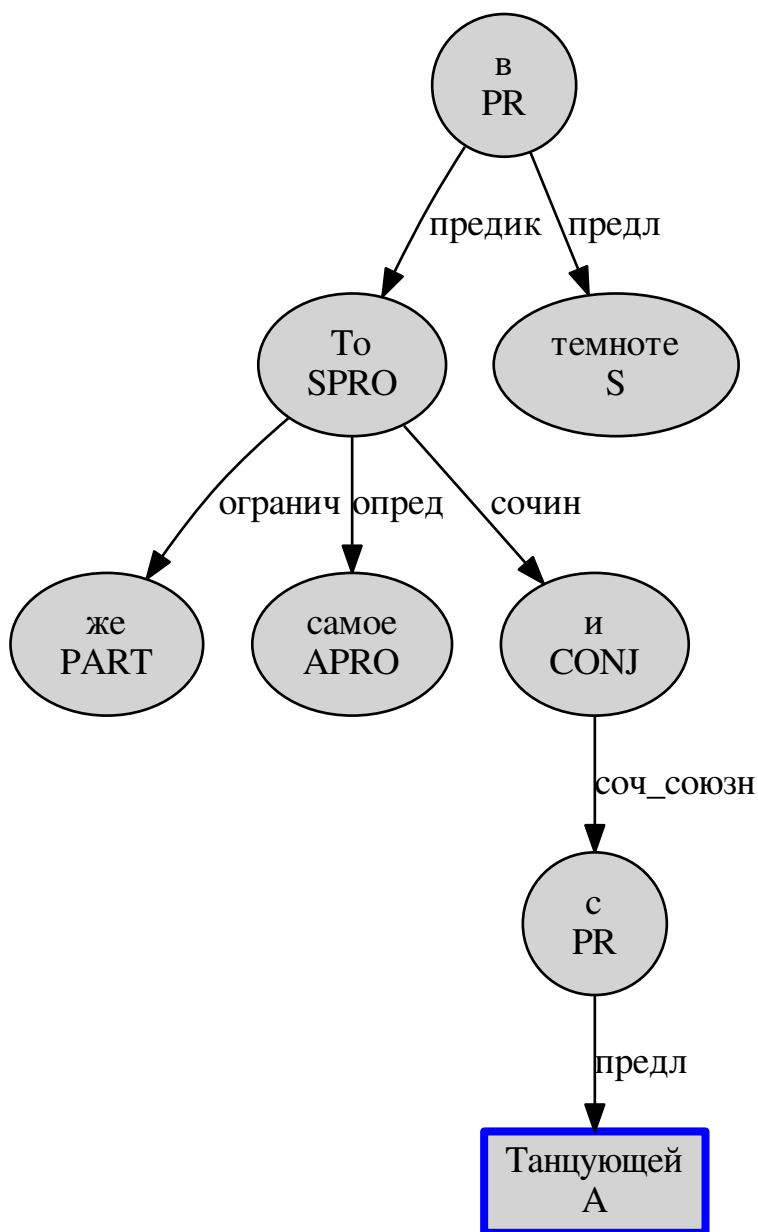 в
PR
предик
предл
То
SPRO
темноте
S
огранич
опред
сочин
же
PART
самое
APRO
и
CONJ
соч_союзн
с
PR
предл
Танцующей
A